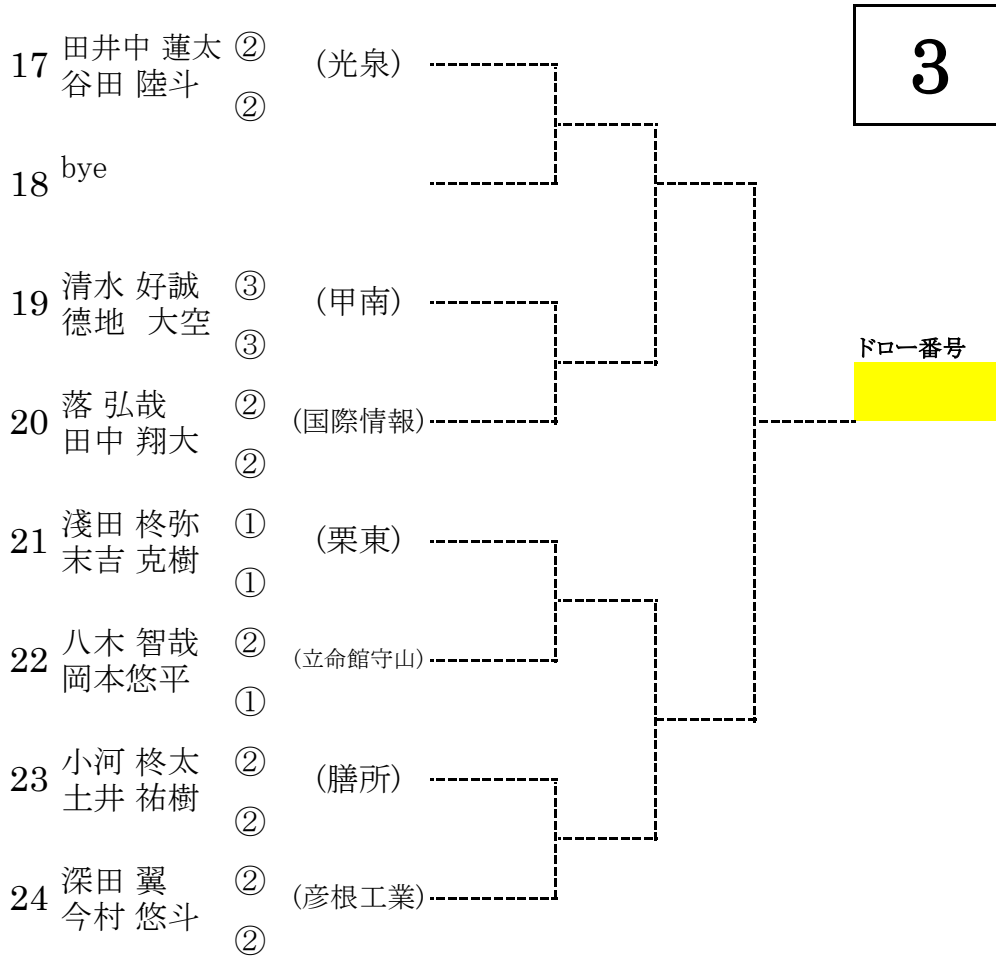 3
17 田井中 蓮太 ② (光泉)
谷田 陸斗 ②
18 bye
19 清水 好誠 ③ (甲南)
德地 大空 ③
ドロー番号
20 落 弘哉 ② (国際情報)
田中 翔大 ②
21 淺田 柊弥 ① (栗東)
末吉 克樹 ①
22 八木 智哉 ② (立命館守山)
岡本悠平 ①
23 小河 柊太 ② (膳所)
土井 祐樹 ②
24 深田 翼 ② (彦根工業)
今村 悠斗 ②